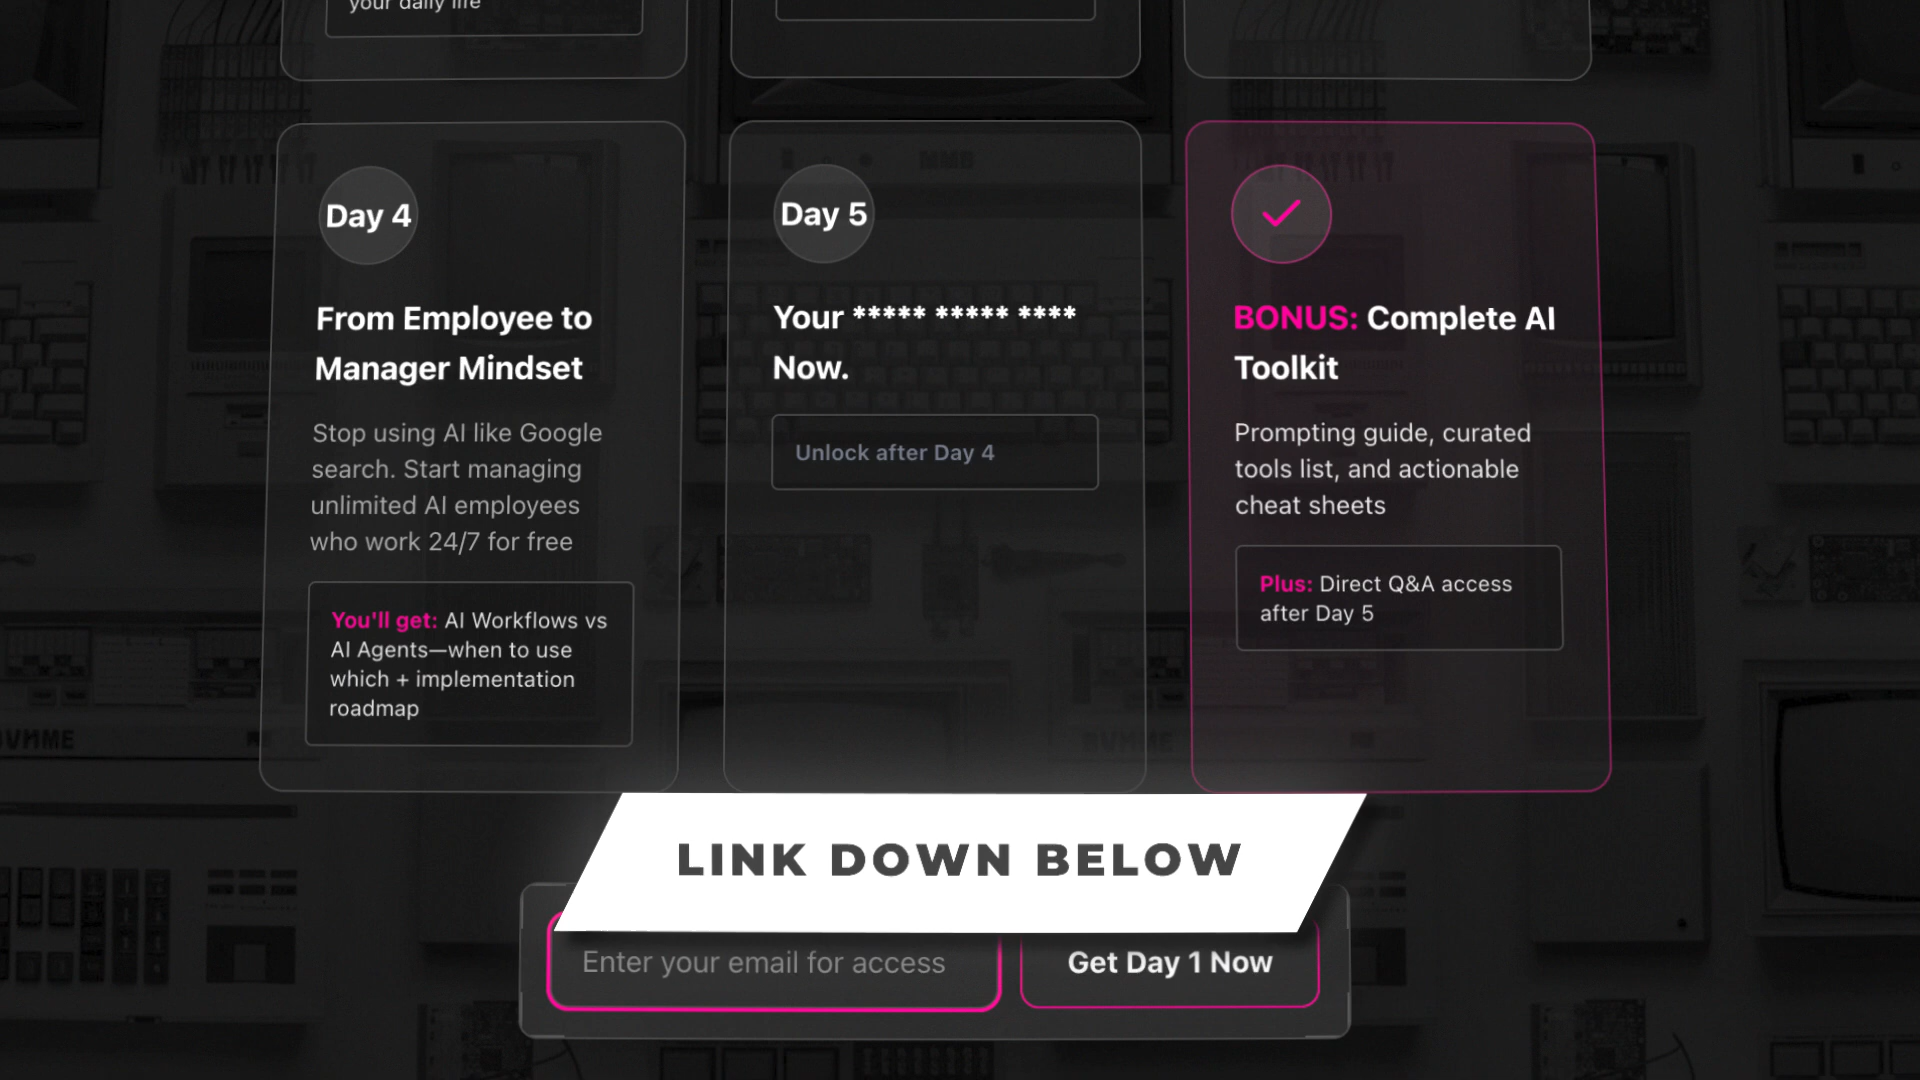 your daily life
Day 4
From Employee to
Manager Mindset
Stop using AI like Google
search. Start managing
unlimited AI employees
who work 24/7 for free
You'll get: AI Workflows vs
AI Agents—when to use
which + implementation
roadmap
Day 5
Your ***** ***** ****
Now.
Unlock after Day 4
BONUS: Complete AI
Toolkit
Prompting guide, curated
tools list, and actionable
cheat sheets
Plus: Direct Q&A access
after Day 5
LINK DOWN BELOW
Enter your email for access
Get Day 1 Now